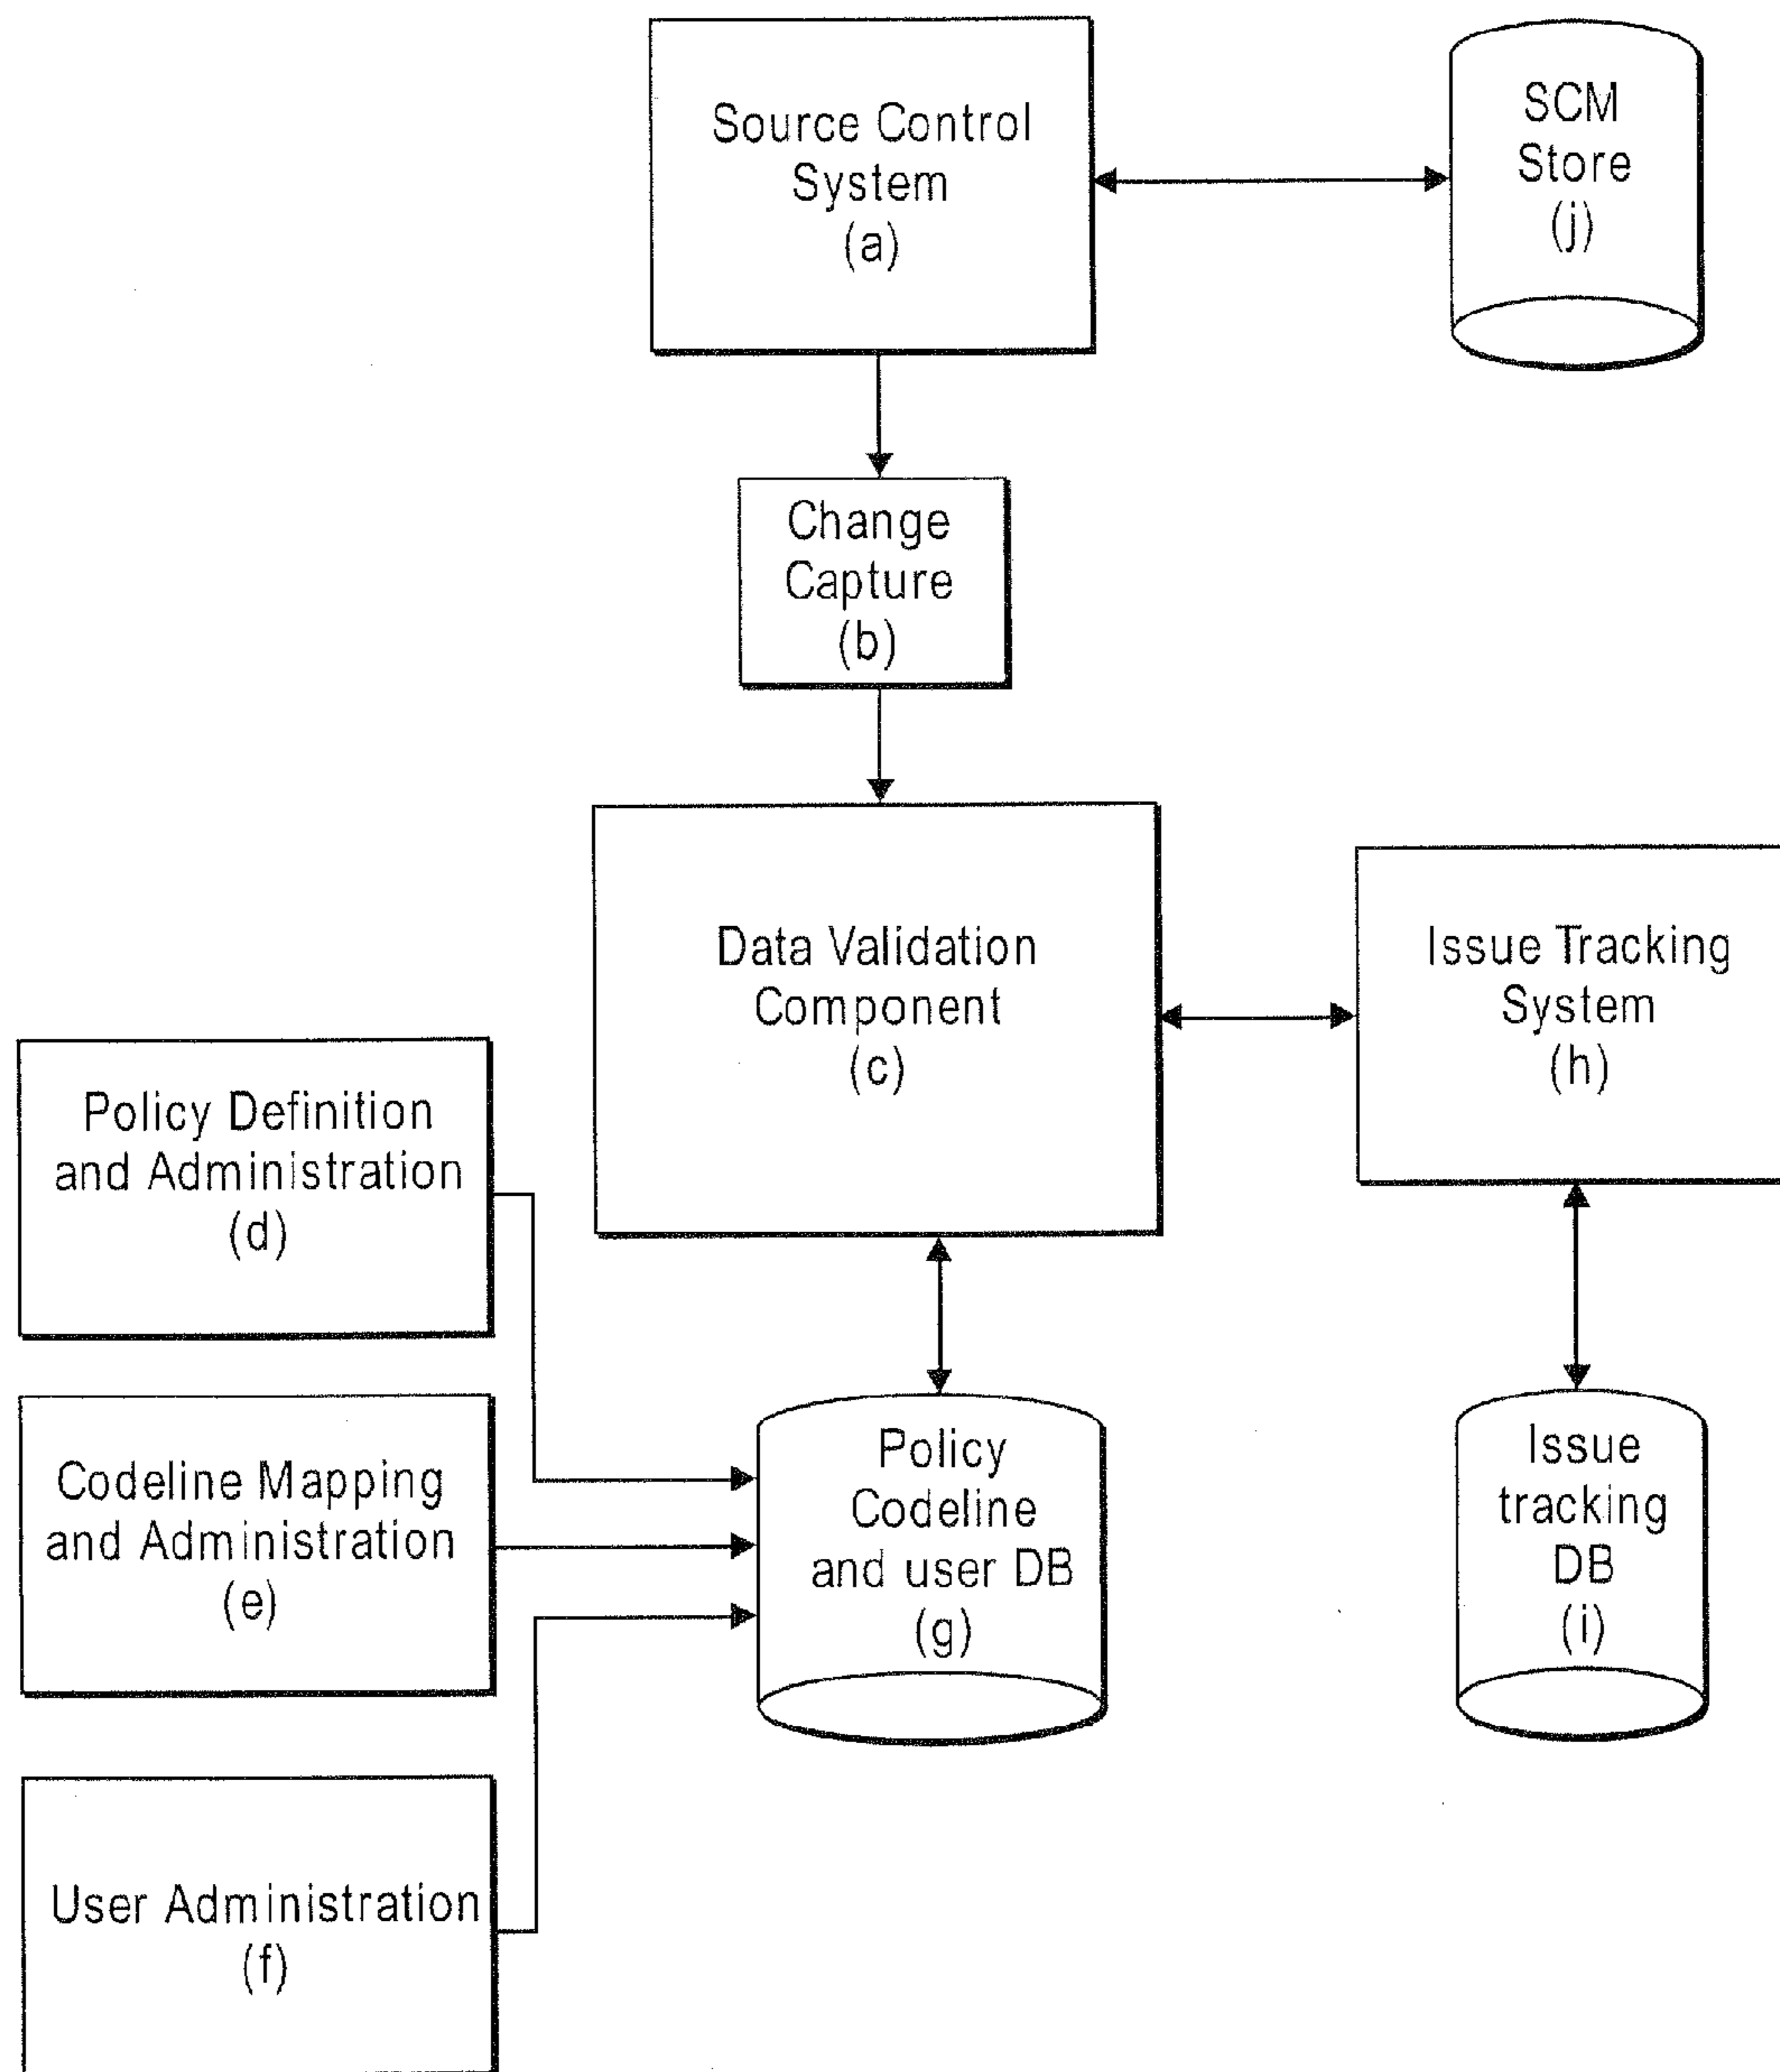 Source Control
System
(a)
SCM
Store
(j)
Change
Capture
(b)
Data Validation
Component
(c)
Issue Tracking
System
(h)
Policy Definition
and Administration
(d)
Codeline Mapping
and Administration
(e)
Policy
Codeline
and user DB
(g)
Issue
tracking
DB
(i)
User Administration
(f)